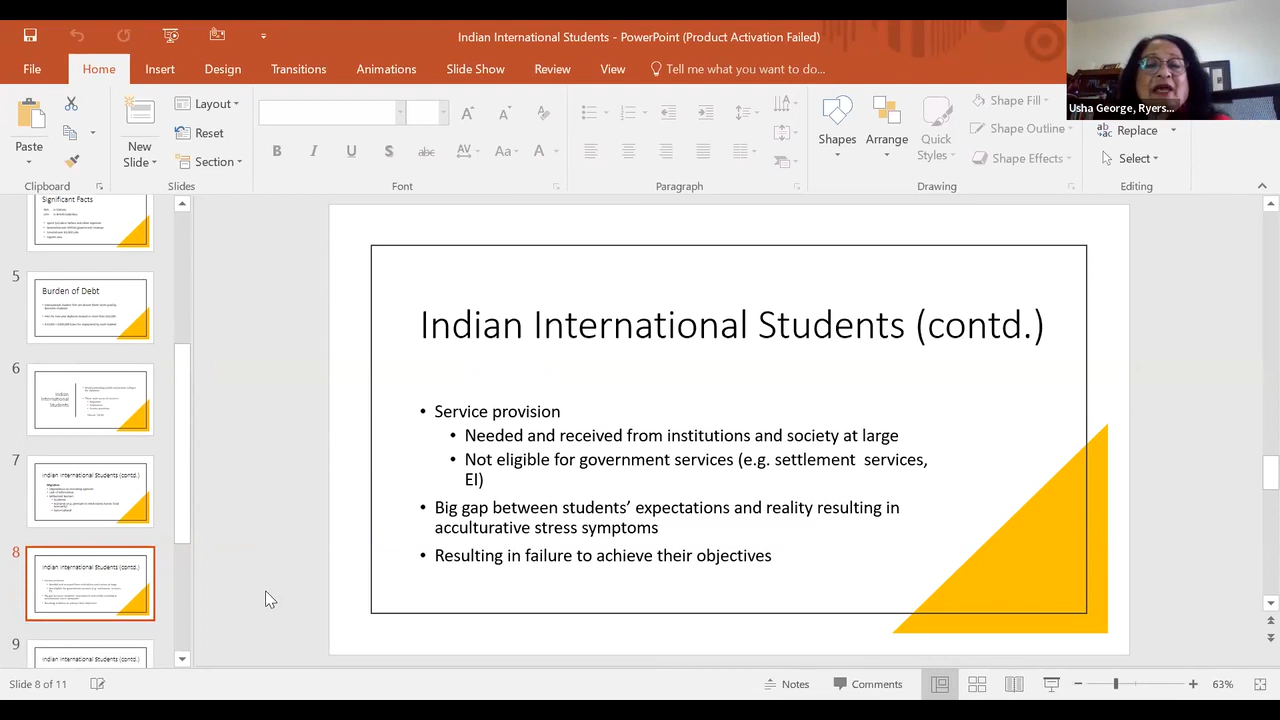 Indian International Students - PowerPoint (Product Activation Failed)
File Home Insert Design Transitions Animations Slide Show Review View Tell me what you want to do...
Usha George, Ryers...
Paste
New Slide
Layout
Reset
Section
Shapes
Arrange
Quick Styles
Shape Fill
Shape Outline
Shape Effects
Replace
Select
Clipboard Slides Font Paragraph Drawing Editing
Significant Facts
5
Burden of Debt
6
Indian
International
Students
7
Indian International Students (contd.)
8
Indian International Students (contd.)
9
Indian International Students (contd.)
Indian International Students (contd.)
• Service provision
• Needed and received from institutions and society at large
• Not eligible for government services (e.g. settlement services,
EI)
• Big gap between students’ expectations and reality resulting in
acculturative stress symptoms
• Resulting in failure to achieve their objectives
Slide 8 of 11
Notes
Comments
63%